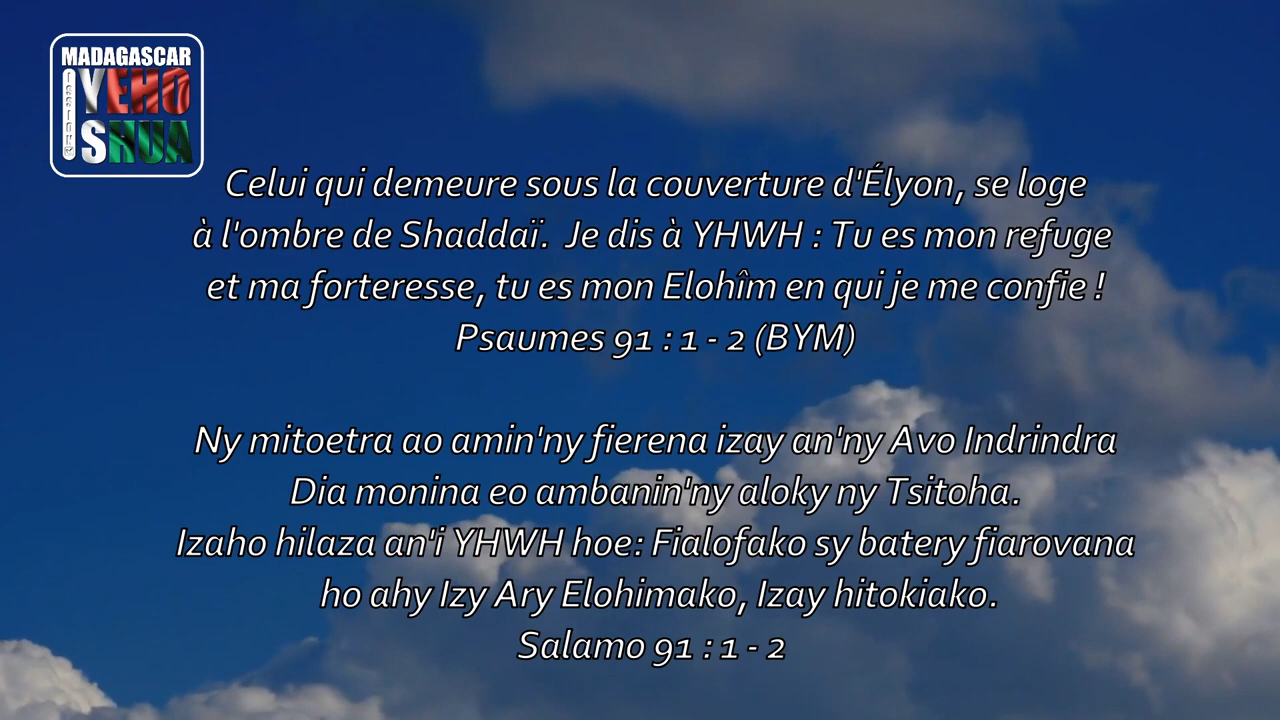 MADAGASCAR
YEHO
SHUA
Celui qui demeure sous la couverture d'Élyon, se loge
à l'ombre de Shaddaï. Je dis à YHWH : Tu es mon refuge
et ma forteresse, tu es mon Elohîm en qui je me confie !
Psaumes 91 : 1 - 2 (BYM)
Ny mitoetra ao amin'ny fierena izay an'ny Avo Indrindra
Dia monina eo ambanin'ny aloky ny Tsitoha.
Izaho hilaza an'i YHWH hoe: Fialofako sy batery fiarovana
ho ahy Izy Ary Elohimako, Izay hitokiako.
Salamo 91 : 1 - 2